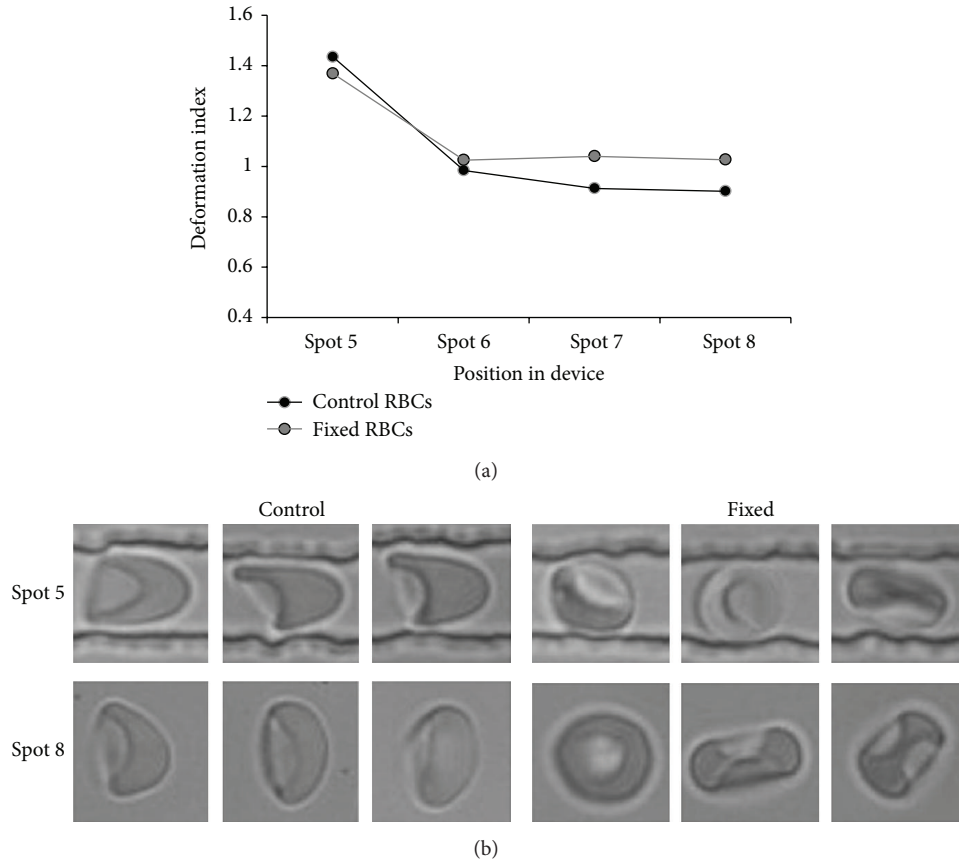 1.6
1.4
1.2
1
0.8
0.6
0.4
Deformation index
Spot 5 Spot 6 Spot 7 Spot 8
Position in device
Control RBCs
Fixed RBCs
(a)
Control Fixed
Spot 5
Spot 8
(b)